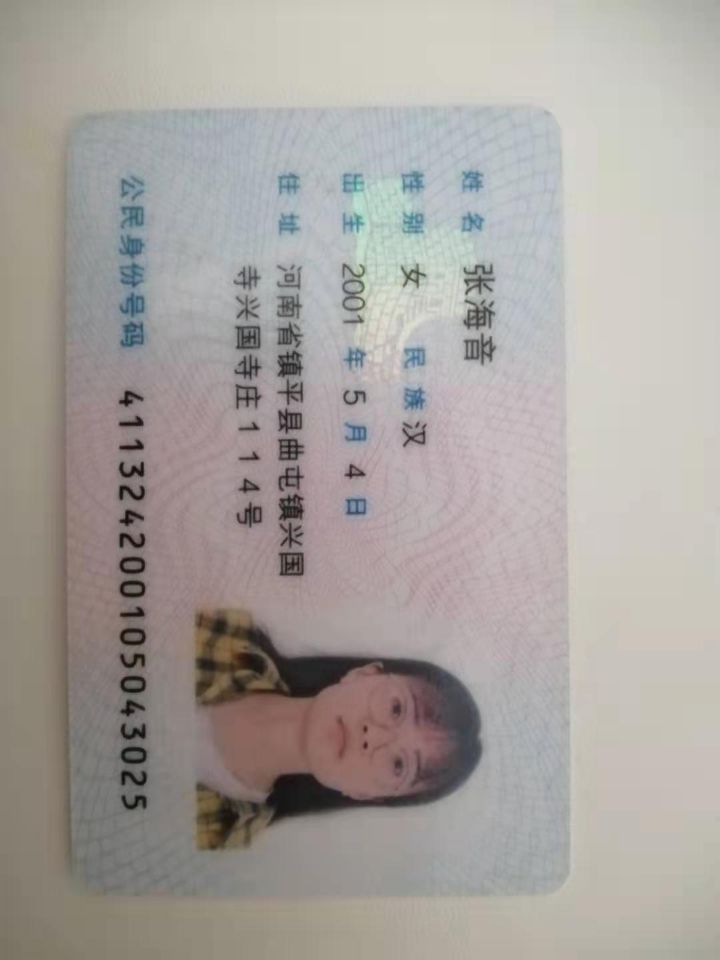 姓名 张海音
性别 女 民族 汉
出生 2001 年 5 月 4 日
住址 河南省镇平县曲屯镇兴国
寺兴国寺庄114号
公民身份号码 411324200105043025